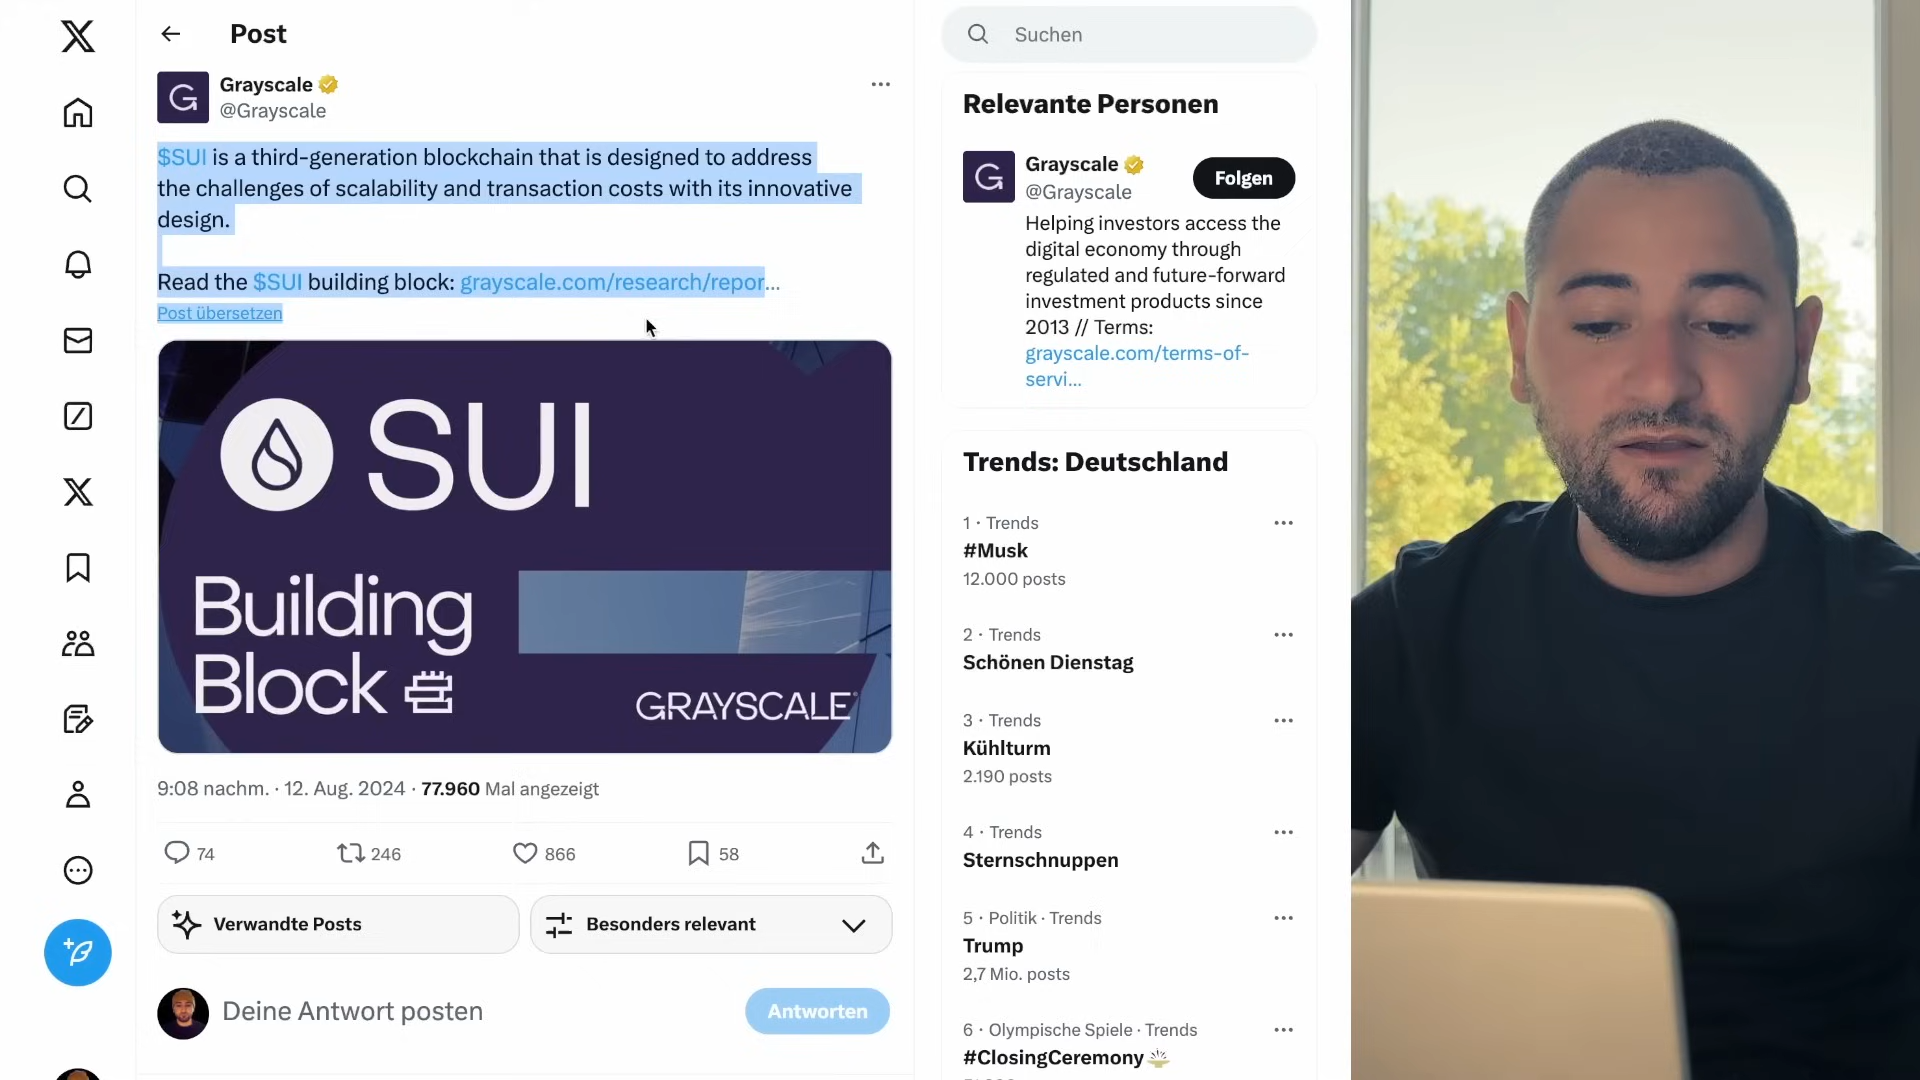 Post
Grayscale
@Grayscale
$SUI is a third-generation blockchain that is designed to address
the challenges of scalability and transaction costs with its innovative
design.
Read the $SUI building block: grayscale.com/research/repor...
Post übersetzen
SUI
Building
Block
GRAYSCALE
9:08 nachm. · 12. Aug. 2024 · 77.960 Mal angezeigt
74
246
866
58
Verwandte Posts
Besonders relevant
Deine Antwort posten
Antworten
Suchen
Relevante Personen
Grayscale
@Grayscale
Folgen
Helping investors access the
digital economy through
regulated and future-forward
investment products since
2013 // Terms:
grayscale.com/terms-of-
servi...
Trends: Deutschland
1 · Trends
#Musk
12.000 posts
2 · Trends
Schönen Dienstag
3 · Trends
Kühlturm
2.190 posts
4 · Trends
Sternschnuppen
5 · Politik · Trends
Trump
2,7 Mio. posts
6 · Olympische Spiele · Trends
#ClosingCeremony